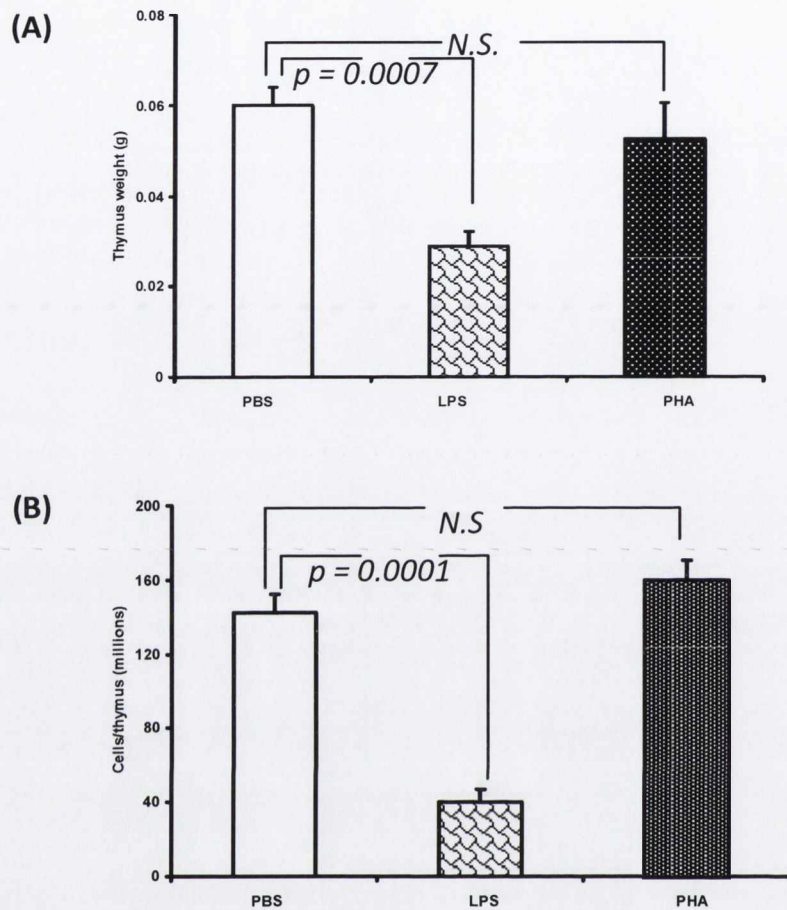 (A)
0.08
N.S.
p = 0.0007
0.06
0.04
0.02
0
Thymus weight (g)
PBS LPS PHA
(B)
200
N.S
160
p = 0.0001
120
80
40
0
Cells/thymus (millions)
PBS LPS PHA